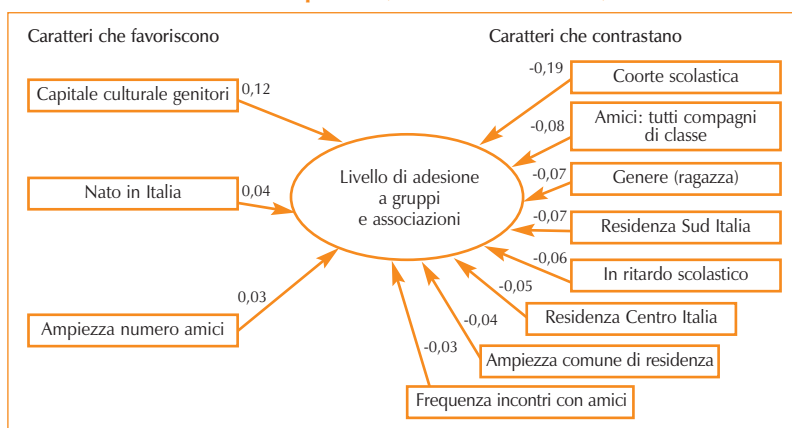 Caratteri che favoriscono
Caratteri che contrastano
Capitale culturale genitori
0,12
Nato in Italia
0,04
Ampiezza numero amici
0,03
Livello di adesione
a gruppi
e associazioni
-0,19
Coorte scolastica
-0,08
Amici: tutti compagni
di classe
-0,07
Genere (ragazza)
-0,07
Residenza Sud Italia
-0,06
In ritardo scolastico
-0,05
Residenza Centro Italia
-0,04
Ampiezza comune di residenza
-0,03
Frequenza incontri con amici